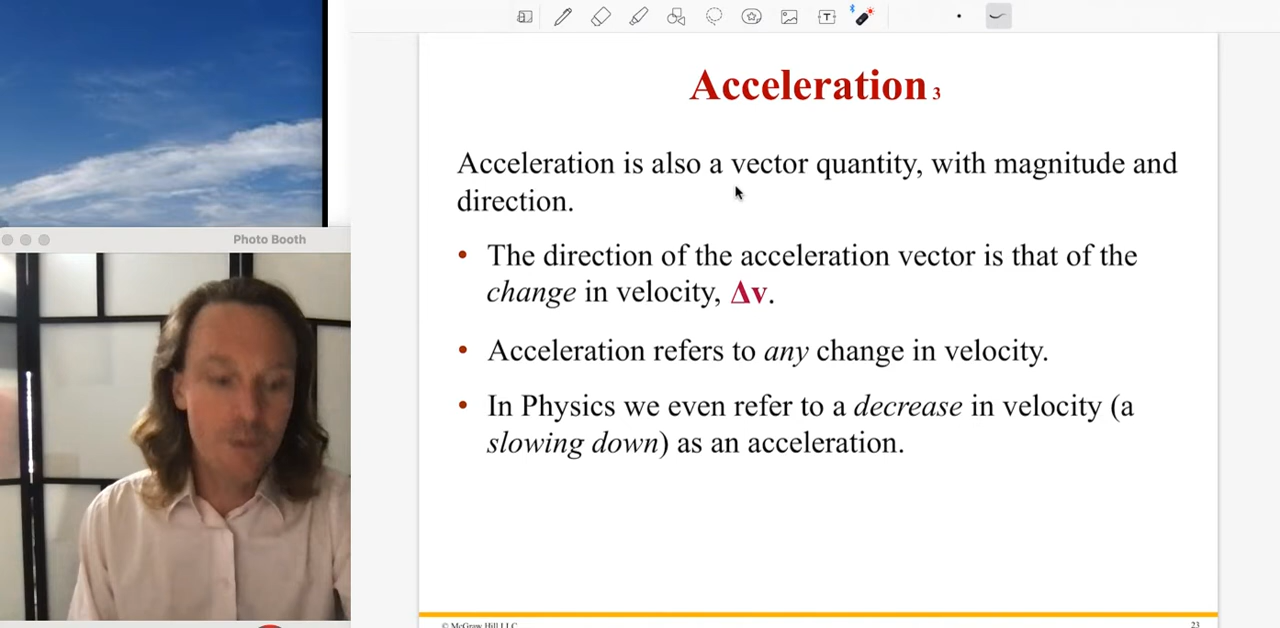 Acceleration 3
Acceleration is also a vector quantity, with magnitude and
direction.
• The direction of the acceleration vector is that of the
change in velocity, Δv.
• Acceleration refers to any change in velocity.
• In Physics we even refer to a decrease in velocity (a
slowing down) as an acceleration.
Photo Booth
T
© McGraw Hill LLC
23